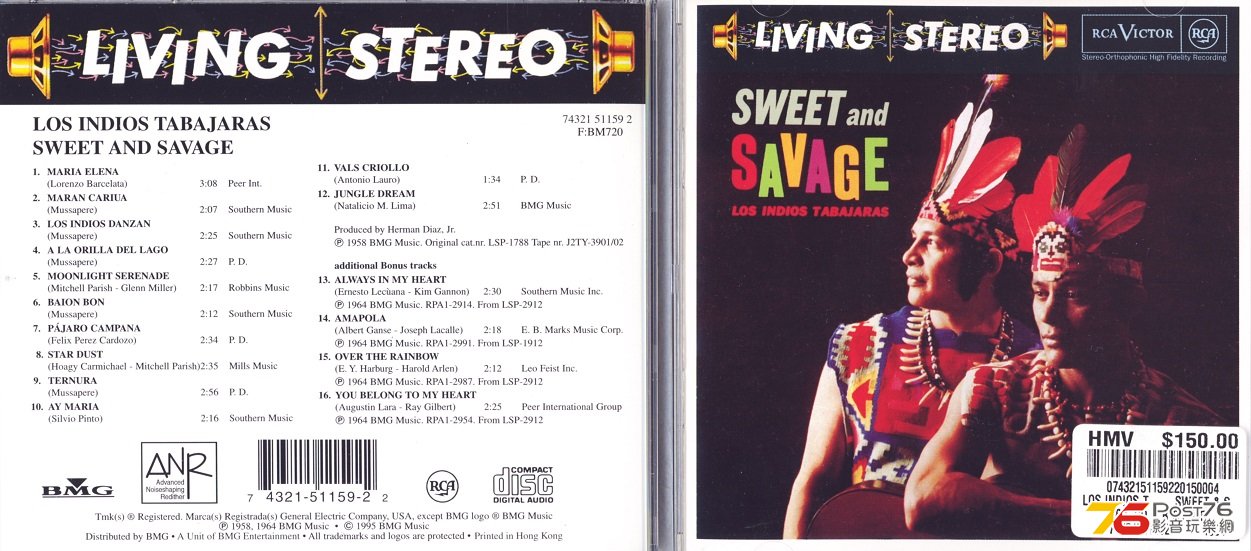 LIVING STEREO
LOS INDIOS TABAJARAS
SWEET AND SAVAGE
74321 51159 2
F:BM720
1. MARIA ELENA
(Lorenzo Barcelata) 3:08 Peer Int.
2. MARAN CARIUA
(Mussapere) 2:07 Southern Music
3. LOS INDIOS DANZAN
(Mussapere) 2:25 Southern Music
4. A LA ORILLA DEL LAGO
(Mussapere) 2:27 P. D.
5. MOONLIGHT SERENADE
(Mitchell Parish - Glenn Miller) 2:17 Robbins Music
6. BAION BON
(Mussapere) 2:12 Southern Music
7. PÁJARO CAMPANA
(Felix Perez Cardozo) 2:34 P. D.
8. STAR DUST
(Hoagy Carmichael - Mitchell Parish) 2:35 Mills Music
9. TERNURA
(Mussapere) 2:56 P. D.
10. AY MARIA
(Silvio Pinto) 2:16 Southern Music
11. VALS CRIOLLO
(Antonio Lauro) 1:34 P. D.
12. JUNGLE DREAM
(Natalicio M. Lima) 2:51 BMG Music
Produced by Herman Diaz, Jr.
℗ 1958 BMG Music. Original cat.nr. LSP-1788 Tape nr. J2TY-3901/02
additional Bonus tracks
13. ALWAYS IN MY HEART
(Ernesto Lecùana - Kim Gannon) 2:30 Southern Music Inc.
℗ 1964 BMG Music. RPA1-2914. From LSP-2912
14. AMAPOLA
(Albert Ganse - Joseph Lacalle) 2:18 E. B. Marks Music Corp.
℗ 1964 BMG Music. RPA1-2991. From LSP-1912
15. OVER THE RAINBOW
(E. Y. Harburg - Harold Arlen) 2:12 Leo Feist Inc.
℗ 1964 BMG Music. RPA1-2987. From LSP-2912
16. YOU BELONG TO MY HEART
(Augustin Lara - Ray Gilbert) 2:25 Peer International Group
℗ 1964 BMG Music. RPA1-2954. From LSP-2912
BMG
ANR
Advanced
Noiseshaping
Redither
7 4321-51159-2 2
RCA
COMPACT
disc
DIGITAL AUDIO
Tmk(s) ® Registered. Marca(s) Registrada(s) General Electric Company, USA, except BMG logo ® BMG Music
℗ 1958, 1964 BMG Music • © 1995 BMG Music
Distributed by BMG • A Unit of BMG Entertainment • All trademarks and logos are protected • Printed in Hong Kong
LIVING STEREO
RCA VICTOR
RCA
Stereo-Orthophonic High Fidelity Recording
SWEET and
SAVAGE
LOS INDIOS TABAJARAS
HMV $150.00
07432151159220150004
LOS INDIOS T SWEET & S
76 Post76
影音玩樂網